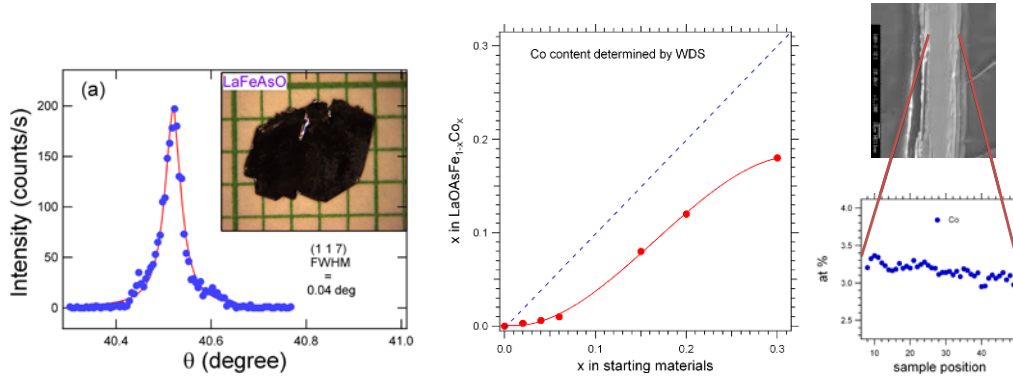 (a)
LaFeAsO
200
150
100
50
0
Intensity (counts/s)
(1 1 7)
FWHM
=
0.04 deg
40.4
40.6
40.8
41.0
θ (degree)
Co content determined by WDS
0.3
0.2
0.1
0.0
x in LaOAsFe1-xCox
0.0
0.1
0.2
0.3
x in starting materials
4.0
3.5
3.0
2.5
at %
Co
10
20
30
40
sample position